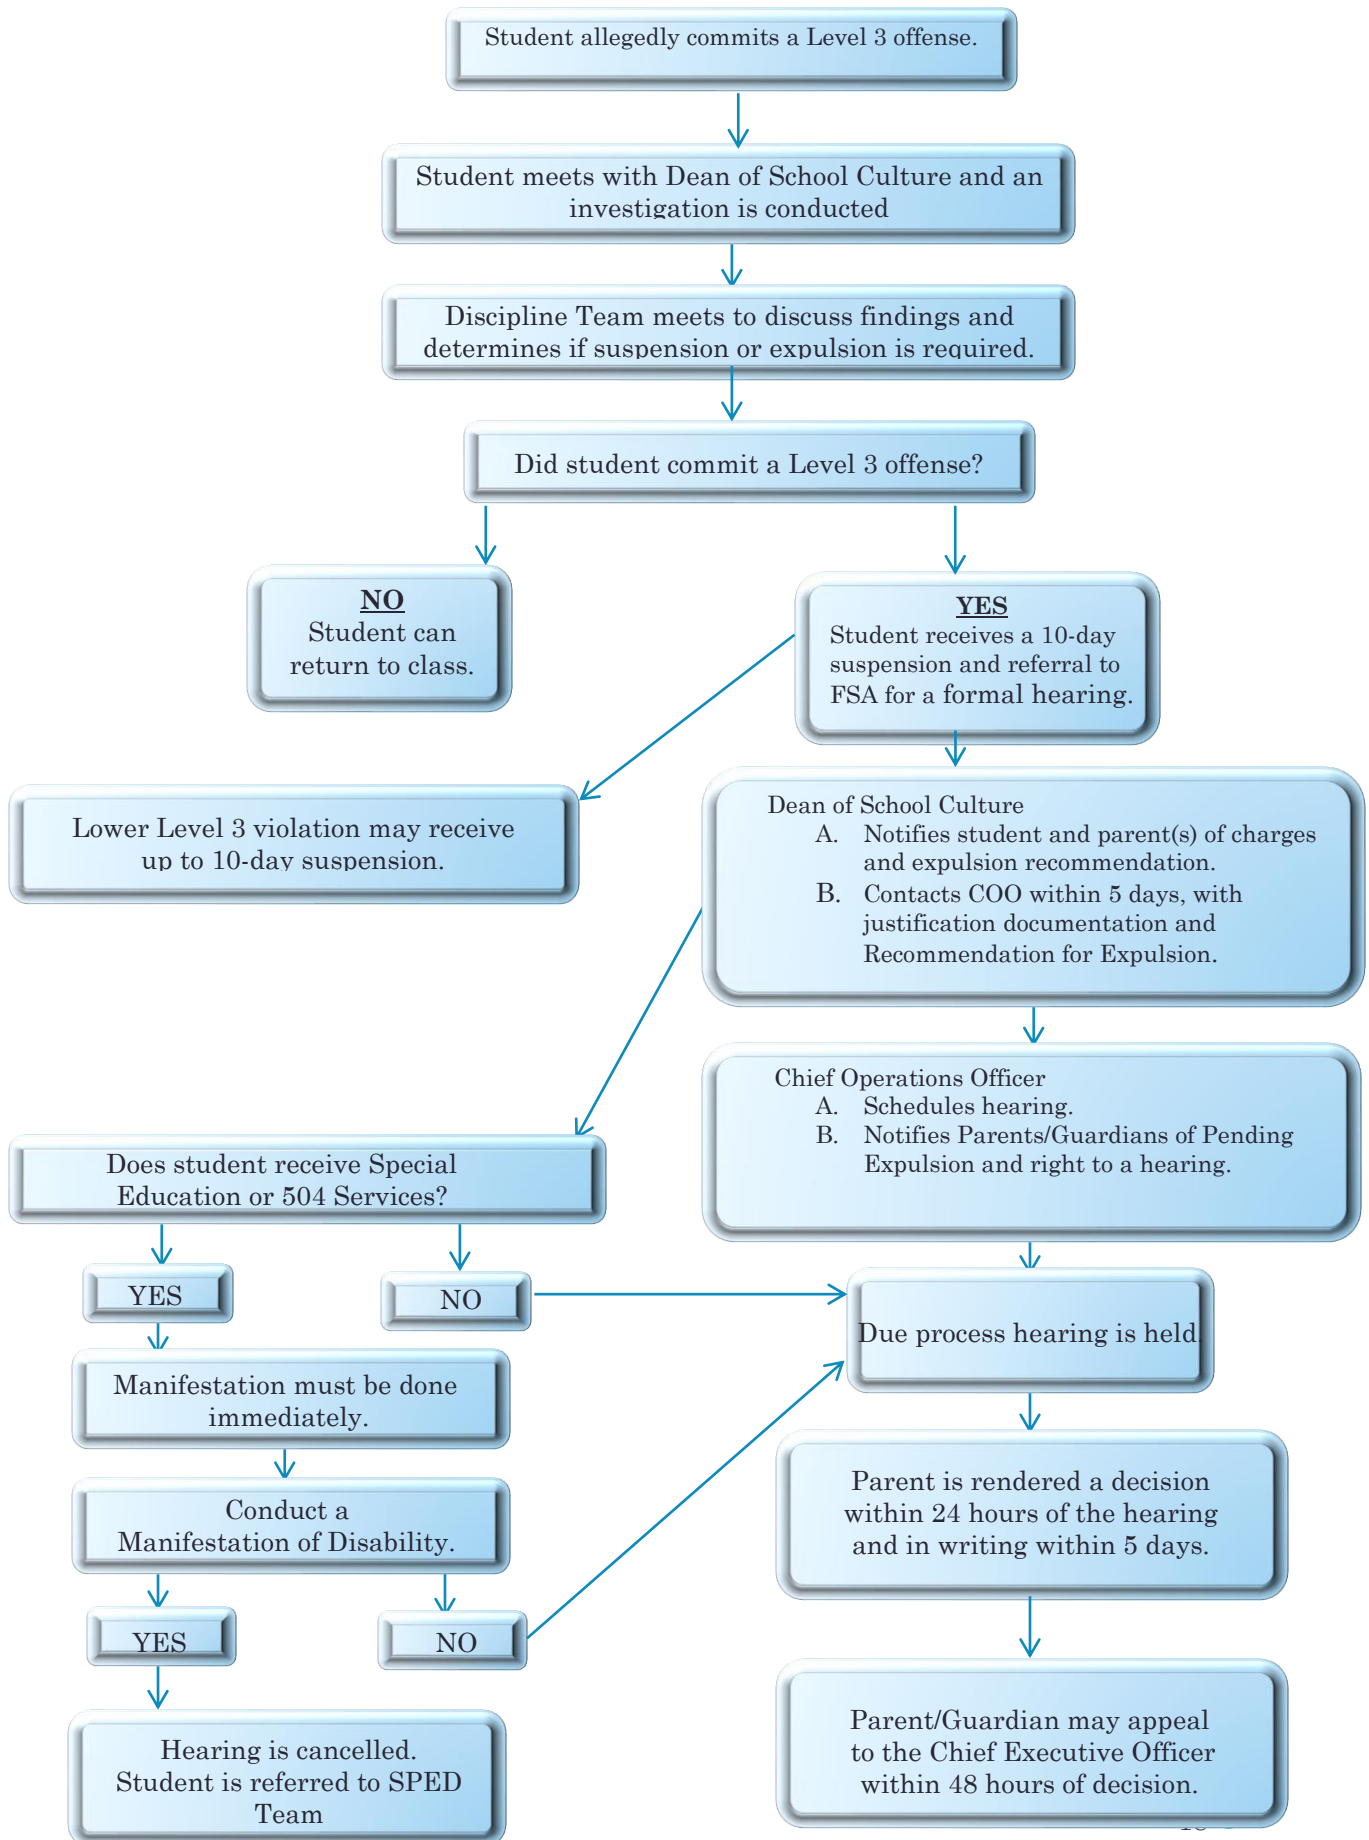 Student allegedly commits a Level 3 offense.
Student meets with Dean of School Culture and an
investigation is conducted
Discipline Team meets to discuss findings and
determines if suspension or expulsion is required.
Did student commit a Level 3 offense?
NO
Student can
return to class.
YES
Student receives a 10-day
suspension and referral to
FSA for a formal hearing.
Lower Level 3 violation may receive
up to 10-day suspension.
Dean of School Culture
A. Notifies student and parent(s) of charges
and expulsion recommendation.
B. Contacts COO within 5 days, with
justification documentation and
Recommendation for Expulsion.
Chief Operations Officer
A. Schedules hearing.
B. Notifies Parents/Guardians of Pending
Expulsion and right to a hearing.
Does student receive Special
Education or 504 Services?
YES
NO
Due process hearing is held.
Manifestation must be done
immediately.
Conduct a
Manifestation of Disability.
Parent is rendered a decision
within 24 hours of the hearing
and in writing within 5 days.
YES
NO
Hearing is cancelled.
Student is referred to SPED
Team
Parent/Guardian may appeal
to the Chief Executive Officer
within 48 hours of decision.